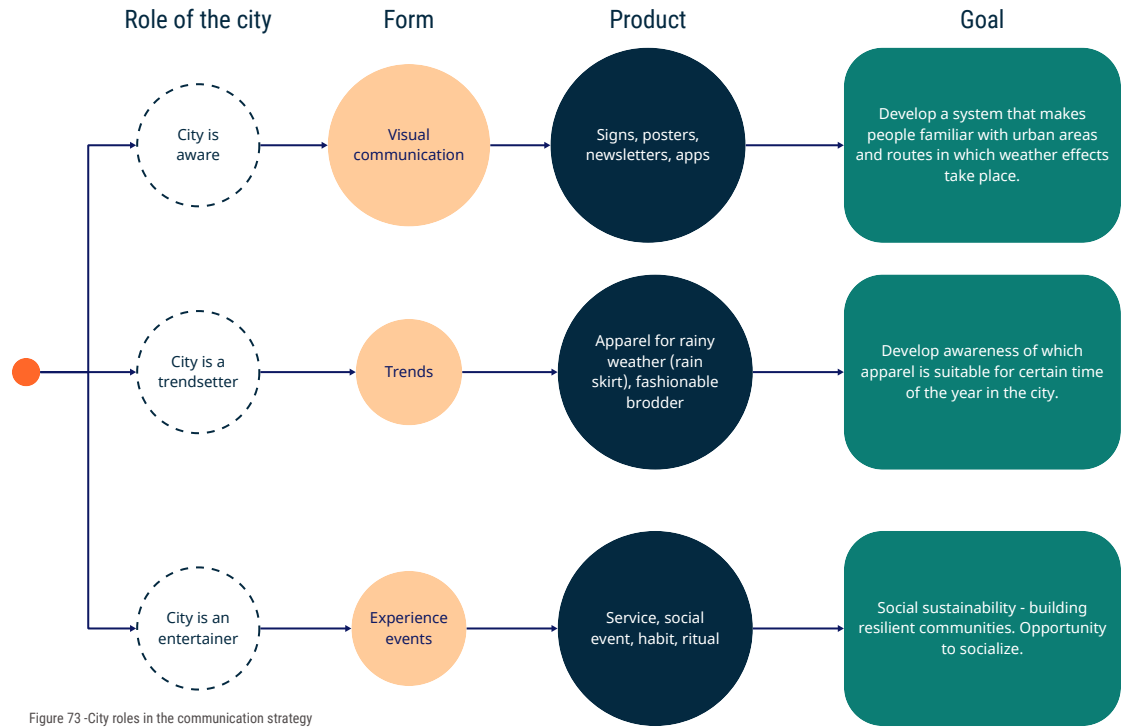 Role of the city
Form
Product
Goal
City is
aware
Visual
communication
Signs, posters,
newsletters, apps
Develop a system that makes
people familiar with urban areas
and routes in which weather effects
take place.
City is a
trendsetter
Trends
Apparel for rainy
weather (rain
skirt), fashionable
brodder
Develop awareness of which
apparel is suitable for certain time
of the year in the city.
City is an
entertainer
Experience
events
Service, social
event, habit, ritual
Social sustainability - building
resilient communities. Opportunity
to socialize.
Figure 73 -City roles in the communication strategy